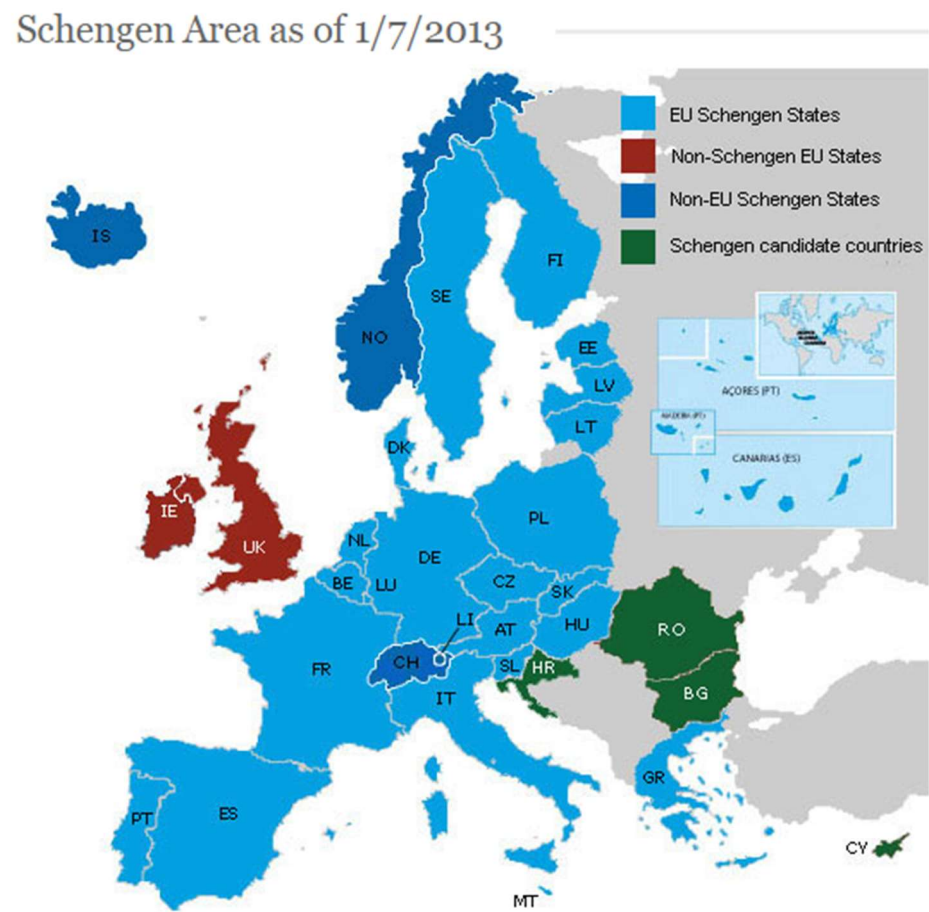 Schengen Area as of 1/7/2013
EU Schengen States
Non-Schengen EU States
Non-EU Schengen States
Schengen candidate countries
IS
FI
SE
NO
EE
LV
AÇORES (PT)
LT
MADEIRA (PT)
DK
CANARIAS (ES)
IE
PL
NL
UK
DE
BE
LU
CZ
SK
LI
HU
AT
RO
CH
SL
HR
FR
BG
IT
GR
PT
ES
CY
MT